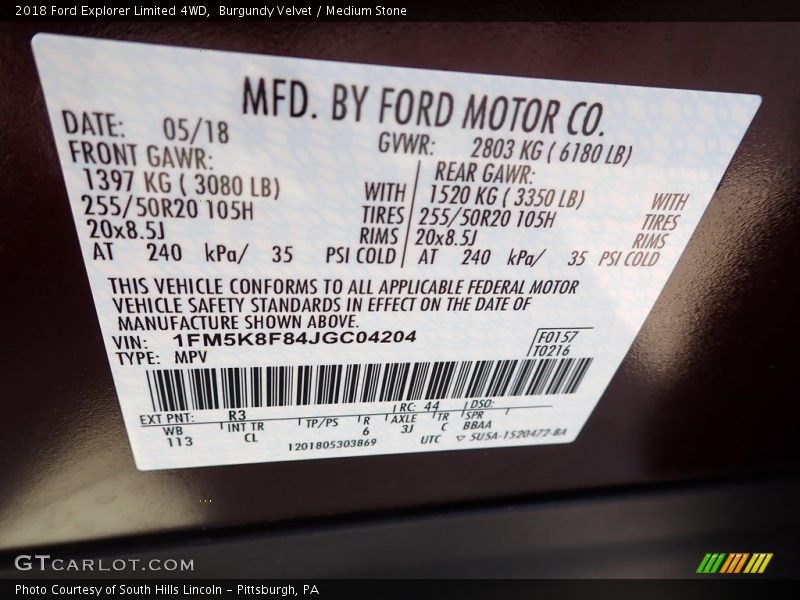 2018 Ford Explorer Limited 4WD, Burgundy Velvet / Medium Stone
MFD. BY FORD MOTOR CO.
DATE: 05/18 GVWR: 2803 KG ( 6180 LB)
FRONT GAWR: REAR GAWR:
1397 KG ( 3080 LB) WITH 1520 KG ( 3350 LB) WITH
255/50R20 105H TIRES 255/50R20 105H TIRES
20x8.5J RIMS 20x8.5J RIMS
AT 240 kPa/ 35 PSI COLD AT 240 kPa/ 35 PSI COLD
THIS VEHICLE CONFORMS TO ALL APPLICABLE FEDERAL MOTOR
VEHICLE SAFETY STANDARDS IN EFFECT ON THE DATE OF
MANUFACTURE SHOWN ABOVE.
VIN: 1FM5K8F84JGC04204 F0157
TYPE: MPV T0216
EXT PNT: R3 RC: 44 DSO:
WB INT TR TP/PS R AXLE TR SPR
113 CL 6 3J C BBAA
1201805303869 UTC ▽ 5U5A-1520472-BA
GTCARLOT.COM
Photo Courtesy of South Hills Lincoln – Pittsburgh, PA